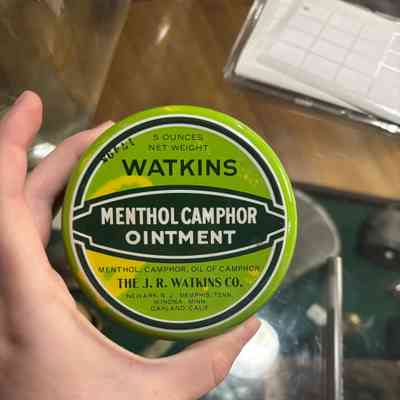 5 OUNCES
NET WEIGHT
WATKINS
MENTHOL CAMPHOR
OINTMENT
MENTHOL, CAMPHOR, OIL OF CAMPHOR
THE J. R. WATKINS CO.
NEWARK, N. J. MEMPHIS, TENN.
WINONA, MINN.
OAKLAND, CALIF.